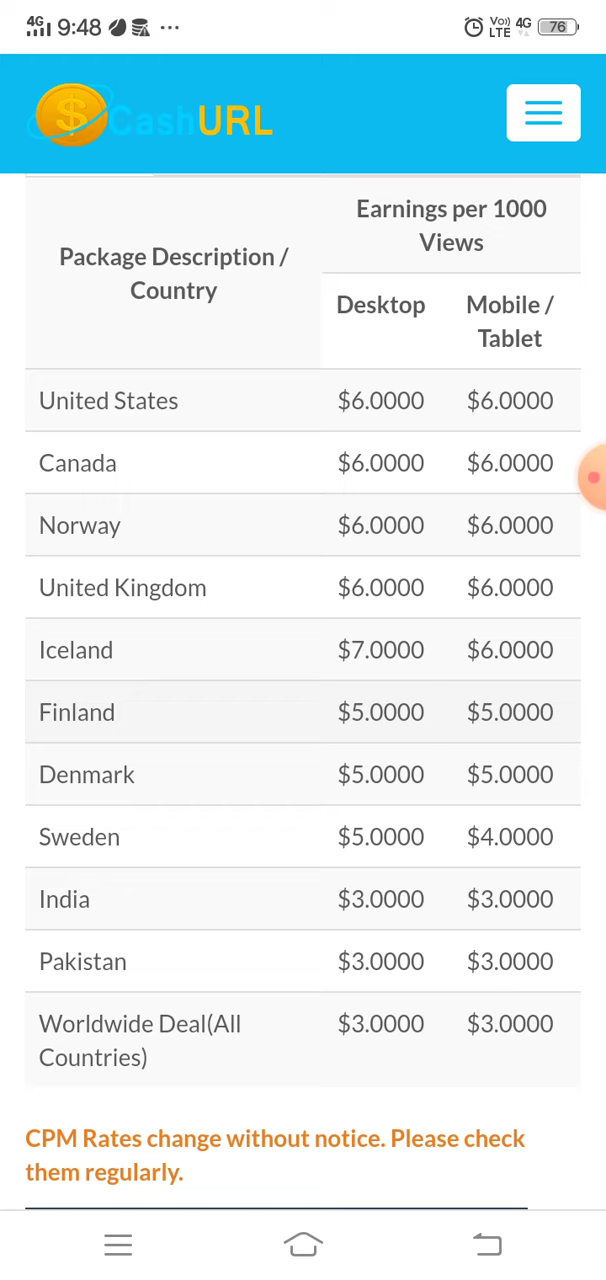 4G 9:48 ... Vo)) 4G 76
LTE
$ CashURL
Earnings per 1000
Views
Package Description /
Country
Desktop Mobile /
Tablet
United States $6.0000 $6.0000
Canada $6.0000 $6.0000
Norway $6.0000 $6.0000
United Kingdom $6.0000 $6.0000
Iceland $7.0000 $6.0000
Finland $5.0000 $5.0000
Denmark $5.0000 $5.0000
Sweden $5.0000 $4.0000
India $3.0000 $3.0000
Pakistan $3.0000 $3.0000
Worldwide Deal(All $3.0000 $3.0000
Countries)
CPM Rates change without notice. Please check
them regularly.